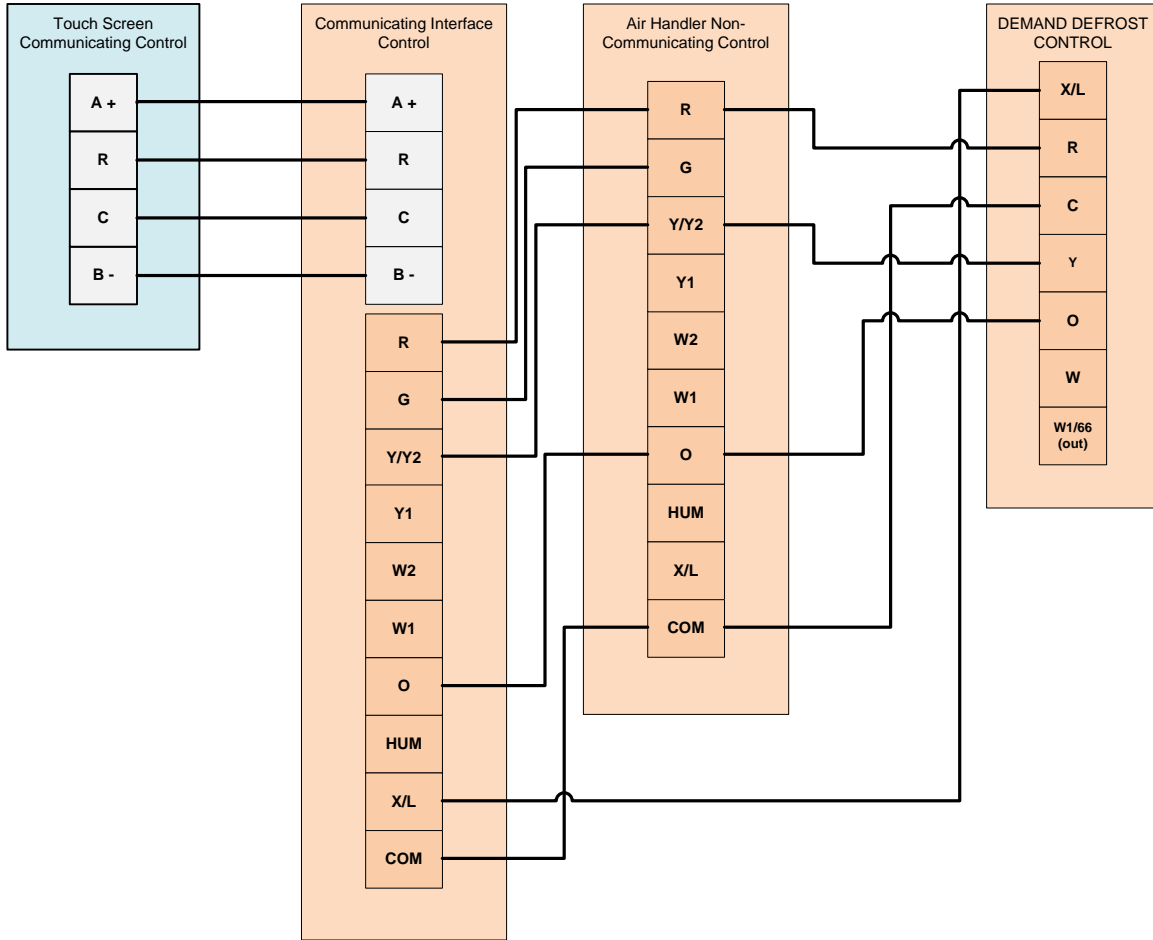 Touch Screen
Communicating Control
A +
R
C
B -
Communicating Interface
Control
A +
R
C
B -
R
G
Y/Y2
Y1
W2
W1
O
HUM
X/L
COM
Air Handler Non-
Communicating Control
R
G
Y/Y2
Y1
W2
W1
O
HUM
X/L
COM
DEMAND DEFROST
CONTROL
X/L
R
C
Y
O
W
W1/66
(out)